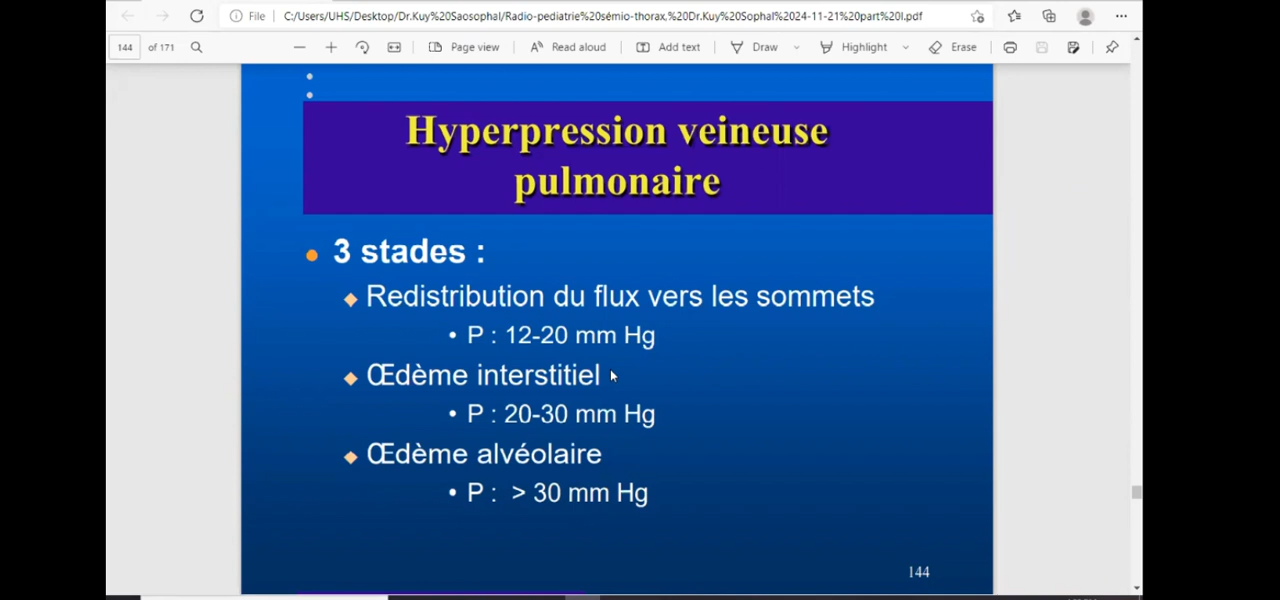 File
C:/Users/UHS/Desktop/Dr.Kuy%20Saosophal/Radio-pediatrie%20sémio-thorax,%20Dr.Kuy%20Sophal%2024-11-21%20part%20I.pdf
144 of 171
Page view
Read aloud
Add text
Draw
Highlight
Erase
Hyperpression veineuse
pulmonaire
3 stades :
Redistribution du flux vers les sommets
• P : 12-20 mm Hg
Œdème interstitiel
• P : 20-30 mm Hg
Œdème alvéolaire
• P : > 30 mm Hg
144